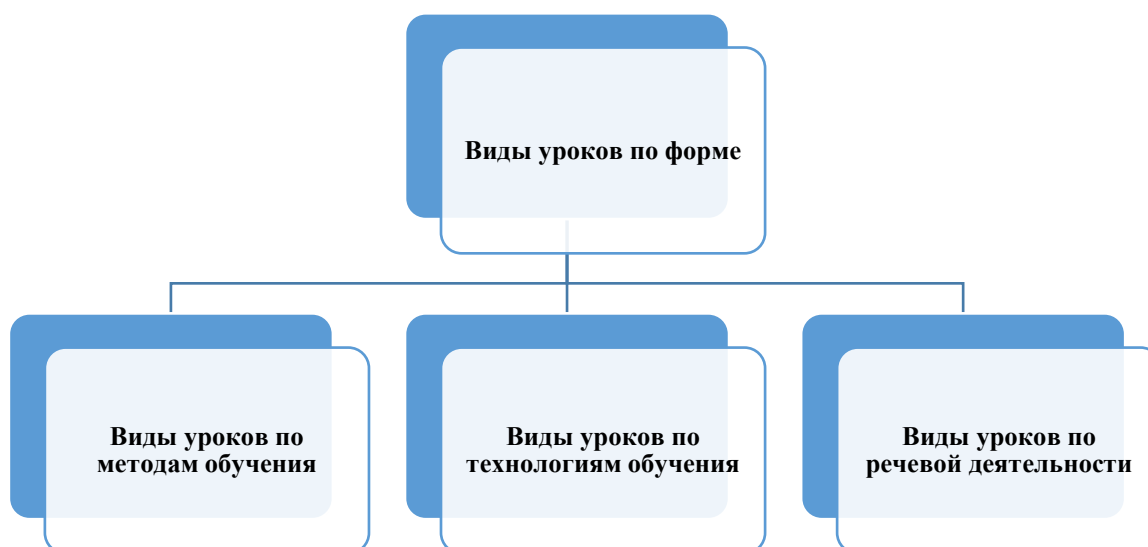 Виды уроков по форме
Виды уроков по
методам обучения
Виды уроков по
технологиям обучения
Виды уроков по
речевой деятельности